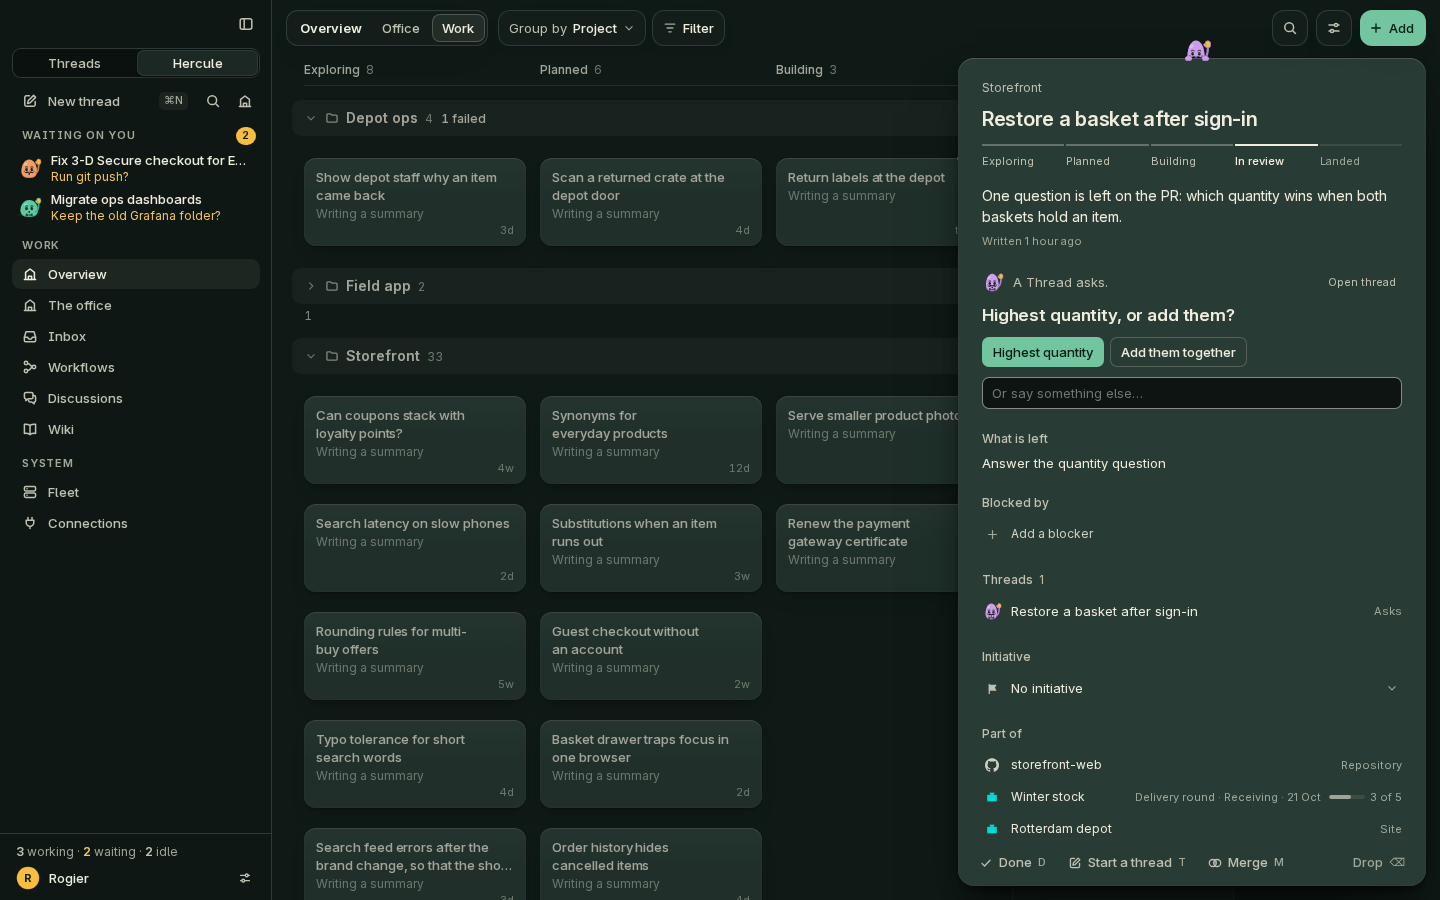 Threads
Hercule
New thread
⌘N
WAITING ON YOU
2
Fix 3-D Secure checkout for E…
Run git push?
Migrate ops dashboards
Keep the old Grafana folder?
WORK
Overview
The office
Inbox
Workflows
Discussions
Wiki
SYSTEM
Fleet
Connections
3 working · 2 waiting · 2 idle
R
Rogier
Overview
Office
Work
Group by Project
Filter
Add
Exploring 8
Planned 6
Building 3
Depot ops 4 1 failed
Show depot staff why an item
came back
Writing a summary
3d
Scan a returned crate at the
depot door
Writing a summary
4d
Return labels at the depot
Writing a summary
Field app 2
1
Storefront 33
Can coupons stack with
loyalty points?
Writing a summary
4w
Synonyms for
everyday products
Writing a summary
12d
Serve smaller product photo
Writing a summary
Search latency on slow phones
Writing a summary
2d
Substitutions when an item
runs out
Writing a summary
3w
Renew the payment
gateway certificate
Writing a summary
Rounding rules for multi-
buy offers
Writing a summary
5w
Guest checkout without
an account
Writing a summary
2w
Typo tolerance for short
search words
Writing a summary
4d
Basket drawer traps focus in
one browser
Writing a summary
2d
Search feed errors after the
brand change, so that the sho…
Writing a summary
3d
Order history hides
cancelled items
Writing a summary
4d
Storefront
Restore a basket after sign-in
Exploring
Planned
Building
In review
Landed
One question is left on the PR: which quantity wins when both
baskets hold an item.
Written 1 hour ago
A Thread asks.
Open thread
Highest quantity, or add them?
Highest quantity
Add them together
Or say something else…
What is left
Answer the quantity question
Blocked by
Add a blocker
Threads 1
Restore a basket after sign-in
Asks
Initiative
No initiative
Part of
storefront-web
Repository
Winter stock
Delivery round · Receiving · 21 Oct
3 of 5
Rotterdam depot
Site
Done D
Start a thread T
Merge M
Drop ⌫